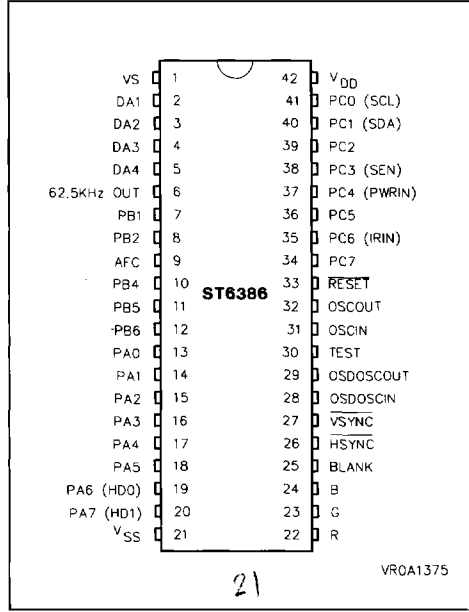 VS 1 42 VDD
DA1 2 41 PC0 (SCL)
DA2 3 40 PC1 (SDA)
DA3 4 39 PC2
DA4 5 38 PC3 (SEN)
62.5KHz OUT 6 37 PC4 (PWRIN)
PB1 7 36 PC5
PB2 8 35 PC6 (IRIN)
AFC 9 34 PC7
PB4 10 33 RESET
ST6386
PB5 11 32 OSCOUT
PB6 12 31 OSCIN
PA0 13 30 TEST
PA1 14 29 OSDOSCOUT
PA2 15 28 OSDOSCIN
PA3 16 27 VSYNC
PA4 17 26 HSYNC
PA5 18 25 BLANK
PA6 (HD0) 19 24 B
PA7 (HD1) 20 23 G
VSS 21 22 R
VR0A1375
21